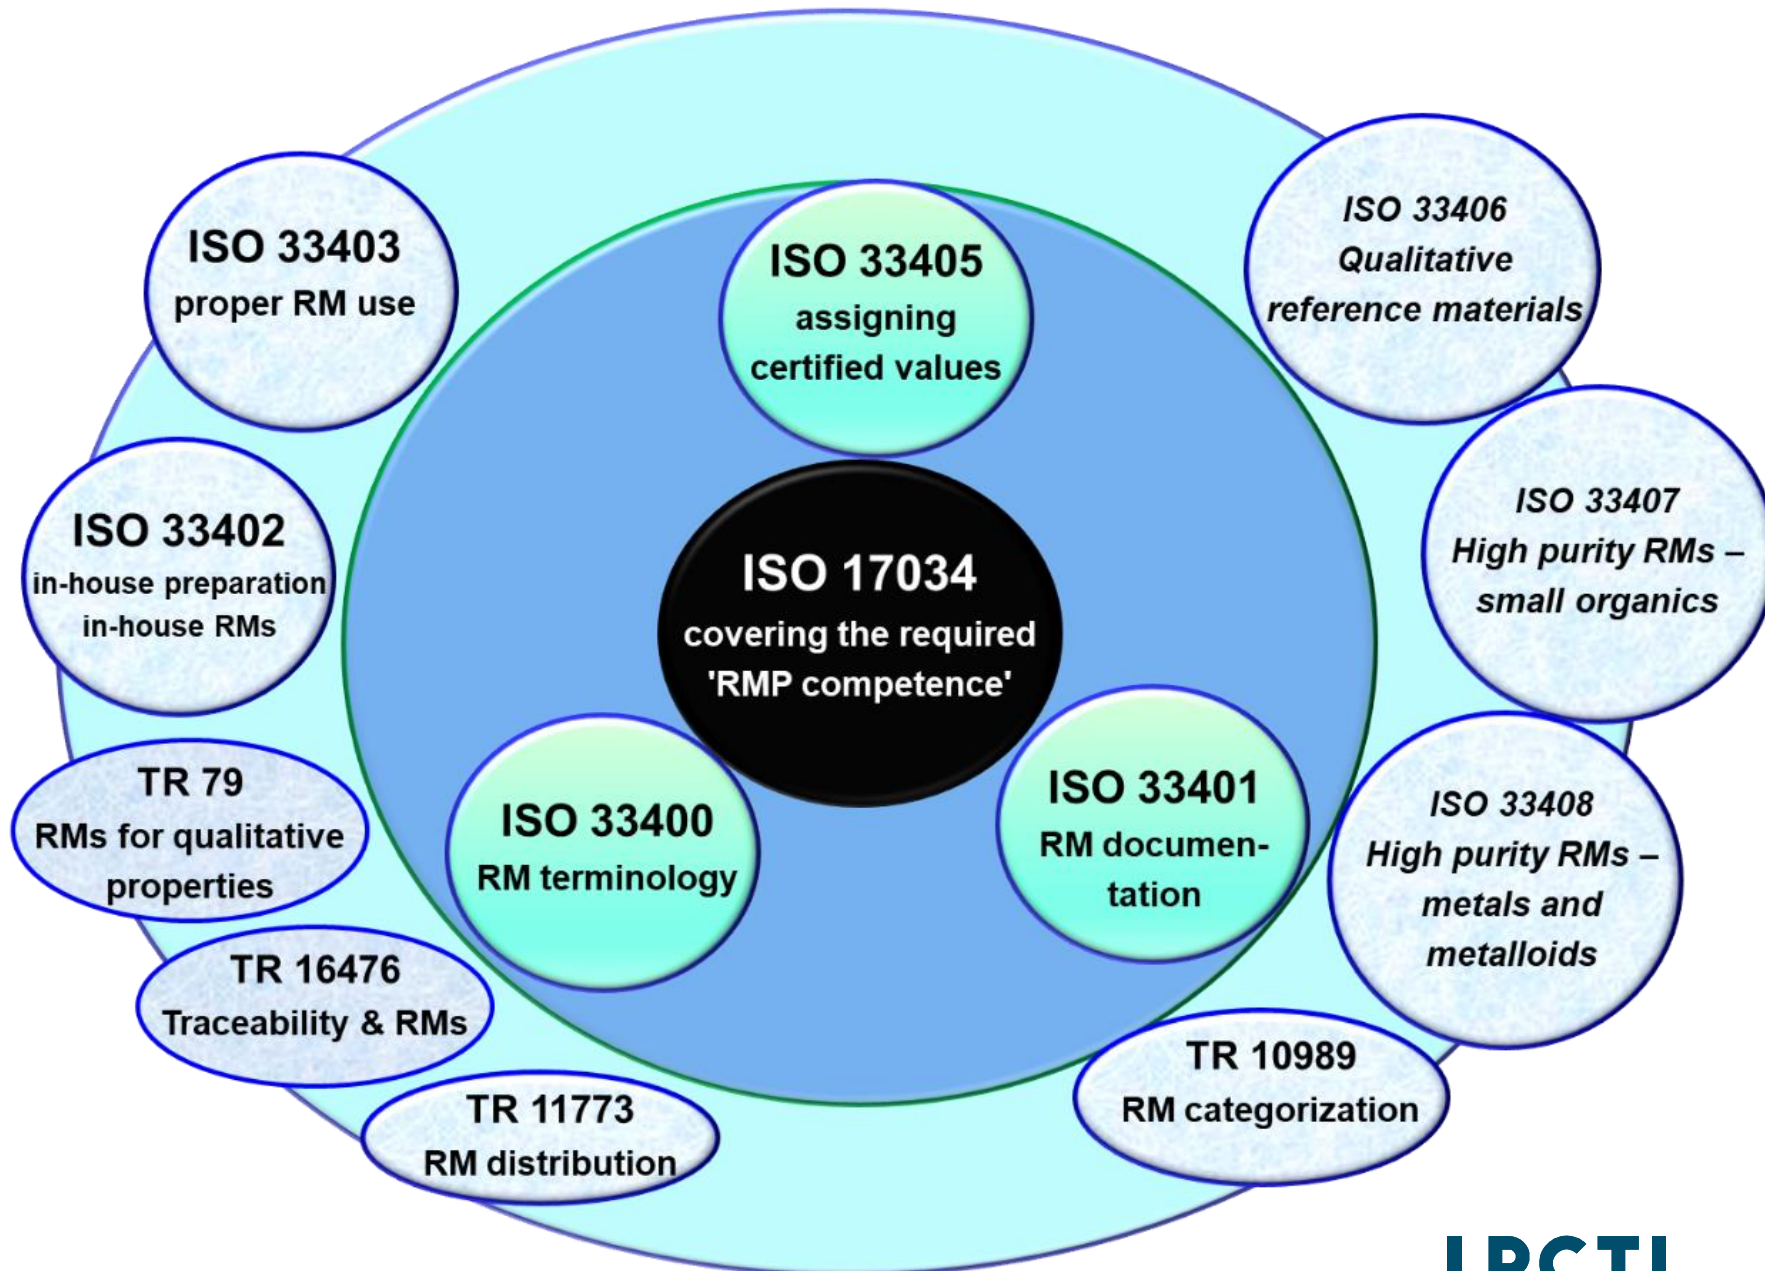 ISO 33403
proper RM use
ISO 33405
assigning
certified values
ISO 33406
Qualitative
reference materials
ISO 33402
in-house preparation
in-house RMs
ISO 17034
covering the required
'RMP competence'
ISO 33407
High purity RMs –
small organics
TR 79
RMs for qualitative
properties
ISO 33400
RM terminology
ISO 33401
RM documen-
tation
ISO 33408
High purity RMs –
metals and
metalloids
TR 16476
Traceability & RMs
TR 11773
RM distribution
TR 10989
RM categorization